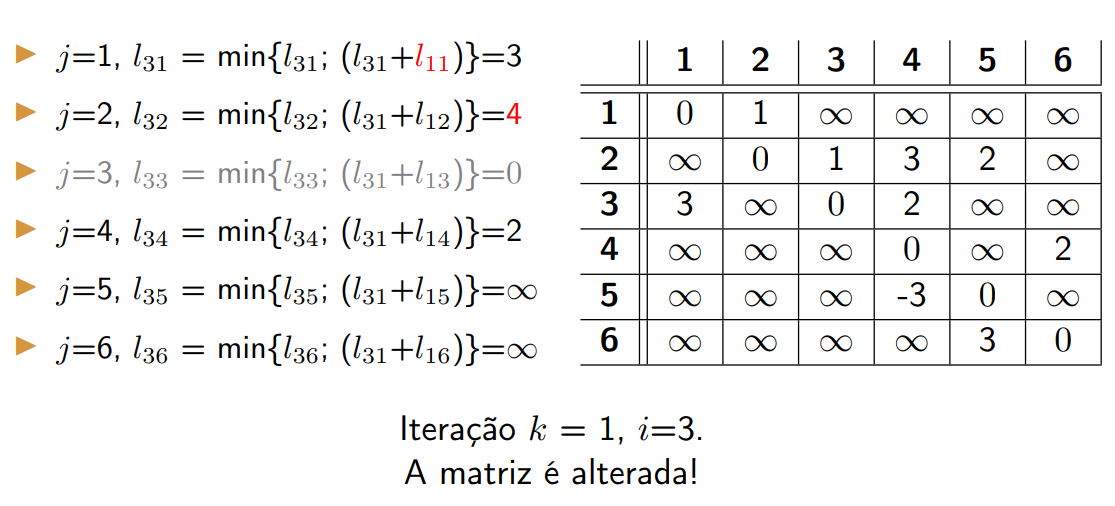 ▶ j=1, l₃₁ = min{l₃₁; (l₃₁+l₁₁)}=3
▶ j=2, l₃₂ = min{l₃₂; (l₃₁+l₁₂)}=4
▶ j=3, l₃₃ = min{l₃₃; (l₃₁+l₁₃)}=0
▶ j=4, l₃₄ = min{l₃₄; (l₃₁+l₁₄)}=2
▶ j=5, l₃₅ = min{l₃₅; (l₃₁+l₁₅)}=∞
▶ j=6, l₃₆ = min{l₃₆; (l₃₁+l₁₆)}=∞
1 2 3 4 5 6
1 0 1 ∞ ∞ ∞ ∞
2 ∞ 0 1 3 2 ∞
3 3 ∞ 0 2 ∞ ∞
4 ∞ ∞ ∞ 0 ∞ 2
5 ∞ ∞ ∞ -3 0 ∞
6 ∞ ∞ ∞ ∞ 3 0
Iteração k = 1, i=3.
A matriz é alterada!